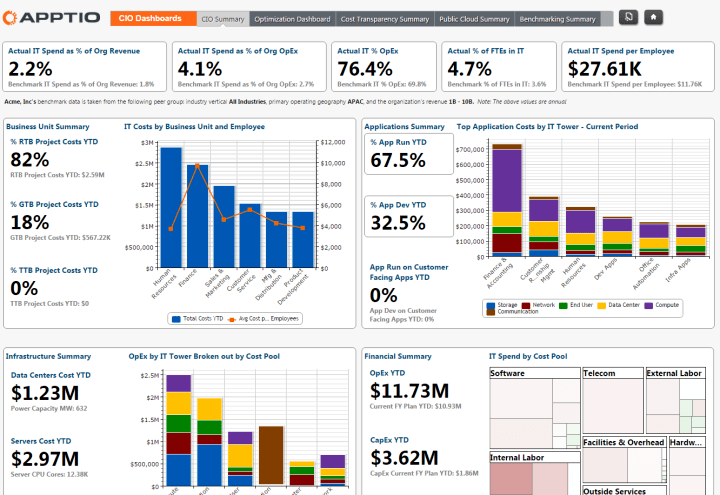 APPTIO
CIO Dashboards
CIO Summary
Optimization Dashboard
Cost Transparency Summary
Public Cloud Summary
Benchmarking Summary
Actual IT Spend as % of Org Revenue
2.2%
Benchmark IT Spend as % of Org Revenue: 1.8%
Actual IT Spend as % of Org OpEx
4.1%
Benchmark IT Spend as % of Org OpEx: 2.7%
Actual IT % OpEx
76.4%
Benchmark IT % OpEx: 69.8%
Actual % of FTEs in IT
4.7%
Benchmark % of FTEs in IT: 3.6%
Actual IT Spend per Employee
$27.61K
Benchmark IT Spend per Employee: $11.76K
Acme, Inc's benchmark data is taken from the following peer group: industry vertical All Industries, primary operating geography APAC, and the organization's revenue 1B - 10B. Note: The above values are annual
Business Unit Summary
% RTB Project Costs YTD
82%
RTB Project Costs YTD: $2.59M
% GTB Project Costs YTD
18%
GTB Project Costs YTD: $567.22K
% TTB Project Costs YTD
0%
TTB Project Costs YTD: $0
IT Costs by Business Unit and Employee
$3M
$2.5M
$2M
$1.5M
$1M
$500,000
$0
$12,000
$10,000
$8,000
$6,000
$4,000
$2,000
$0
Human
Resources
Finance
Sales &
Marketing
Customer
Service
Mfg &
Distribution
Product
Development
Total Costs YTD
Avg Cost p... Employees
Applications Summary
% App Run YTD
67.5%
% App Dev YTD
32.5%
App Run on Customer
Facing Apps YTD
0%
App Dev on Customer
Facing Apps YTD: 0%
Top Application Costs by IT Tower - Current Period
$700,000
$600,000
$500,000
$400,000
$300,000
$200,000
$100,000
$0
Finance &
Accounting
Customer
R...nship
Mgmt
Human
Resources
Dev Apps
Office
Automation
Infra Apps
Storage
Network
End User
Data Center
Compute
Communication
Infrastructure Summary
Data Centers Cost YTD
$1.23M
Power Capacity MW: 632
Servers Cost YTD
$2.97M
Server CPU Cores: 12.38K
OpEx by IT Tower Broken out by Cost Pool
$2.5M
$2M
$1.5M
$1M
$500,000
$0
Financial Summary
OpEx YTD
$11.73M
Current FY Plan YTD: $10.93M
CapEx YTD
$3.62M
CapEx Current FY Plan YTD: $1.86M
IT Spend by Cost Pool
Software
Telecom
External Labor
Facilities & Overhead
Hardw...
Internal Labor
Outside Services